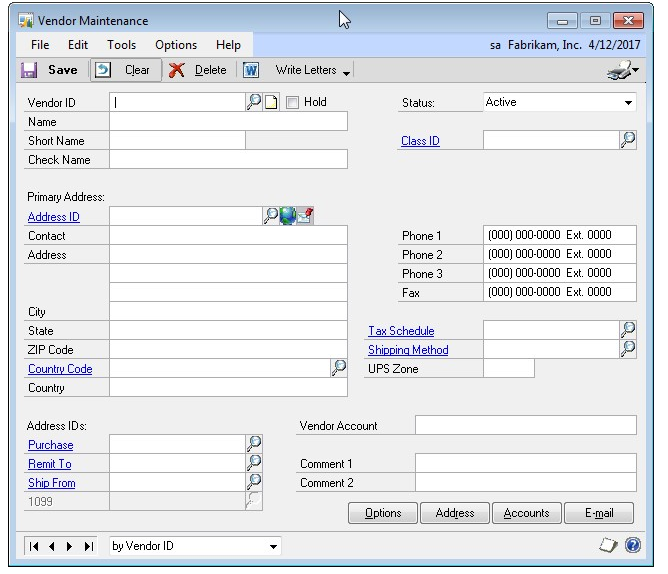 Vendor Maintenance
File Edit Tools Options Help
sa Fabrikam, Inc. 4/12/2017
Save Clear Delete Write Letters
Vendor ID Hold
Status: Active
Name
Short Name
Class ID
Check Name
Primary Address:
Address ID
Contact
Phone 1 (000) 000-0000 Ext. 0000
Address
Phone 2 (000) 000-0000 Ext. 0000
Phone 3 (000) 000-0000 Ext. 0000
Fax (000) 000-0000 Ext. 0000
City
State
Tax Schedule
ZIP Code
Shipping Method
Country Code
UPS Zone
Country
Address IDs:
Vendor Account
Purchase
Remit To
Comment 1
Ship From
Comment 2
1099
Options Address Accounts E-mail
by Vendor ID